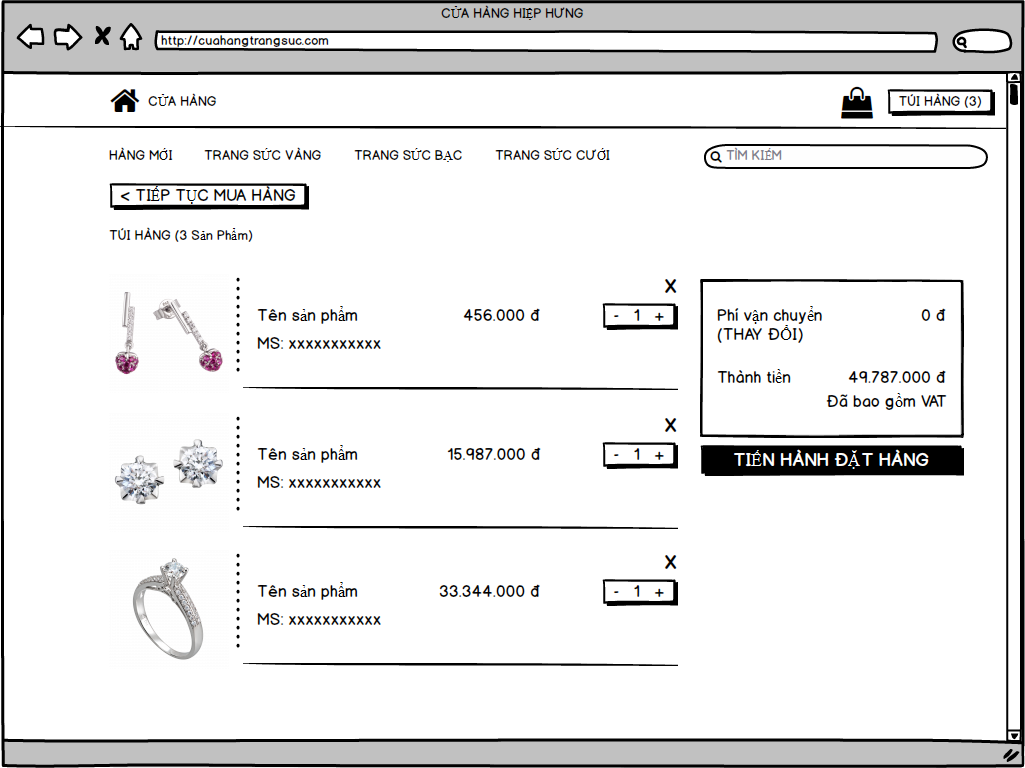 CỬA HÀNG HIỆP HƯNG
http://cuahangtrangsuc.com
CỬA HÀNG
TÚI HÀNG (3)
HÀNG MỚI TRANG SỨC VÀNG TRANG SỨC BẠC TRANG SỨC CƯỚI
TÌM KIẾM
< TIẾP TỤC MUA HÀNG
TÚI HÀNG (3 Sản Phẩm)
X
Tên sản phẩm 456.000 đ - 1 +
MS: xxxxxxxxxxx
X
Tên sản phẩm 15.987.000 đ - 1 +
MS: xxxxxxxxxxx
X
Tên sản phẩm 33.344.000 đ - 1 +
MS: xxxxxxxxxxx
Phí vận chuyển 0 đ
(THAY ĐỔI)
Thành tiền 49.787.000 đ
Đã bao gồm VAT
TIẾN HÀNH ĐẶT HÀNG